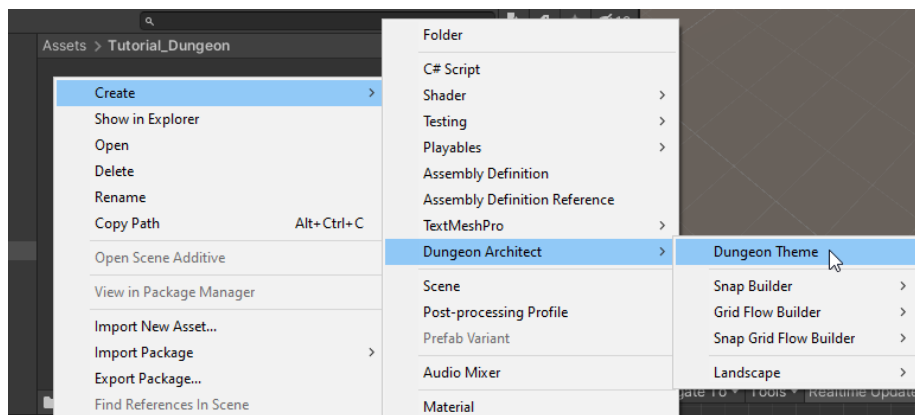 Assets > Tutorial_Dungeon
Create
Show in Explorer
Open
Delete
Rename
Copy Path Alt+Ctrl+C
Open Scene Additive
View in Package Manager
Import New Asset...
Import Package
Export Package...
Find References In Scene
Folder
C# Script
Shader
Testing
Playables
Assembly Definition
Assembly Definition Reference
TextMeshPro
Dungeon Architect
Scene
Post-processing Profile
Prefab Variant
Audio Mixer
Material
Dungeon Theme
Snap Builder
Grid Flow Builder
Snap Grid Flow Builder
Landscape
To Tools Realtime Update